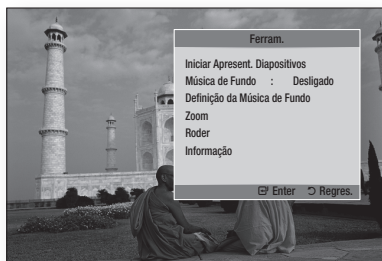 Ferram.
Iniciar Apresent. Diapositivos
Música de Fundo : Desligado
Definição da Música de Fundo
Zoom
Roder
Informação
Enter Regres.